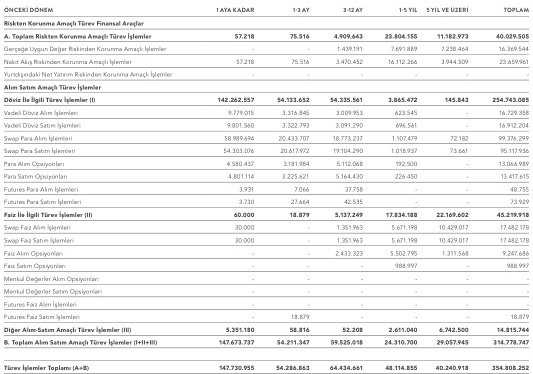 ÖNCEKİ DÖNEM 1 AYA KADAR 1-3 AY 3-12 AY 1-5 YIL 5 YIL VE ÜZERİ TOPLAM
Riskten Korunma Amaçlı Türev Finansal Araçlar
A. Toplam Riskten Korunma Amaçlı Türev İşlemler 57.218 75.516 4.909.643 23.804.155 11.182.973 40.029.505
Gerçeğe Uygun Değer Riskinden Korunma Amaçlı İşlemler - - 1.439.191 7.691.889 7.238.464 16.369.544
Nakit Akış Riskinden Korunma Amaçlı İşlemler 57.218 75.516 3.470.452 16.112.266 3.944.509 23.659.961
Yurtdışındaki Net Yatırım Riskinden Korunma Amaçlı İşlemler - - - - - -
Alım Satım Amaçlı Türev İşlemler
Döviz İle İlgili Türev İşlemler (I) 142.262.557 54.133.652 54.335.561 3.865.472 145.843 254.743.085
Vadeli Döviz Alım İşlemleri 9.779.015 3.316.845 3.009.953 623.545 - 16.729.358
Vadeli Döviz Satım İşlemleri 9.801.560 3.322.793 3.091.290 696.561 - 16.912.204
Swap Para Alım İşlemleri 58.989.694 20.433.707 18.773.237 1.107.479 72.182 99.376.299
Swap Para Satım İşlemleri 54.303.076 20.617.972 19.104.290 1.018.937 73.661 95.117.936
Para Alım Opsiyonları 4.580.437 3.181.984 5.112.068 192.500 - 13.066.989
Para Satım Opsiyonları 4.801.114 3.225.621 5.164.430 226.450 - 13.417.615
Futures Para Alım İşlemleri 3.931 7.066 37.758 - - 48.755
Futures Para Satım İşlemleri 3.730 27.664 42.535 - - 73.929
Faiz İle İlgili Türev İşlemler (II) 60.000 18.879 5.137.249 17.834.188 22.169.602 45.219.918
Swap Faiz Alım İşlemleri 30.000 - 1.351.963 5.671.198 10.429.017 17.482.178
Swap Faiz Satım İşlemleri 30.000 - 1.351.963 5.671.198 10.429.017 17.482.178
Faiz Alım Opsiyonları - - 2.433.323 5.502.795 1.311.568 9.247.686
Faiz Satım Opsiyonları - - - 988.997 - 988.997
Menkul Değerler Alım Opsiyonları - - - - - -
Menkul Değerler Satım Opsiyonları - - - - - -
Futures Faiz Alım İşlemleri - - - - - -
Futures Faiz Satım İşlemleri - 18.879 - - - 18.879
Diğer Alım-Satım Amaçlı Türev İşlemler (III) 5.351.180 58.816 52.208 2.611.040 6.742.500 14.815.744
B. Toplam Alım Satım Amaçlı Türev İşlemler (I+II+III) 147.673.737 54.211.347 59.525.018 24.310.700 29.057.945 314.778.747
Türev İşlemler Toplamı (A+B) 147.730.955 54.286.863 64.434.661 48.114.855 40.240.918 354.808.252